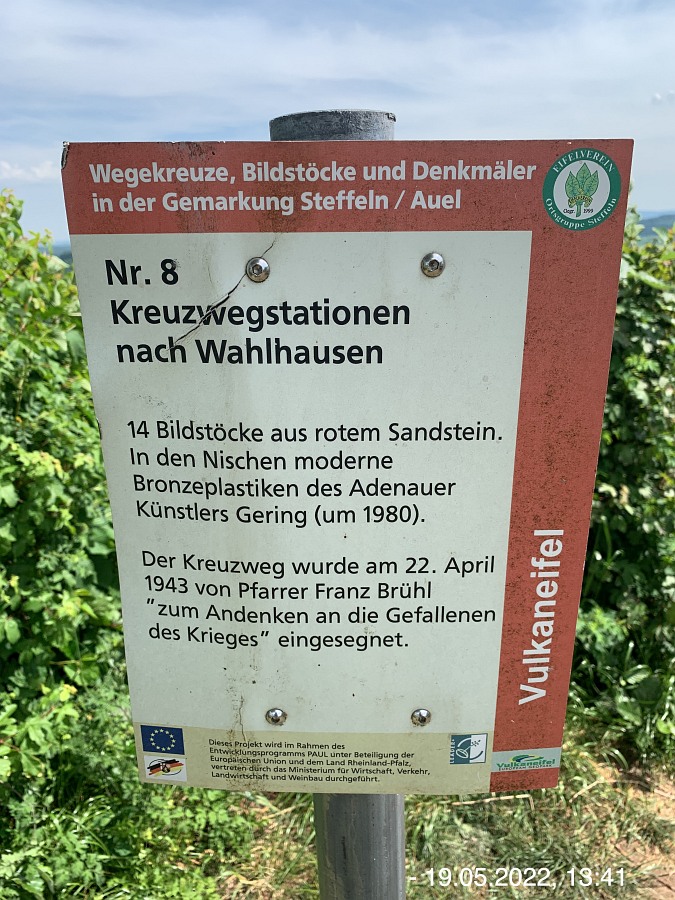 Wegekreuze, Bildstöcke und Denkmäler
in der Gemarkung Steffeln / Auel
EIFELVEREIN
Ortsgruppe Steffeln
Nr. 8
Kreuzwegstationen
nach Wahlhausen
14 Bildstöcke aus rotem Sandstein.
In den Nischen moderne
Bronzeplastiken des Adenauer
Künstlers Gering (um 1980).
Der Kreuzweg wurde am 22. April
1943 von Pfarrer Franz Brühl
"zum Andenken an die Gefallenen
des Krieges" eingesegnet.
Vulkaneifel
Dieses Projekt wird im Rahmen des
Entwicklungsprogramms PAUL unter Beteiligung der
Europäischen Union und dem Land Rheinland-Pfalz,
vertreten durch das Ministerium für Wirtschaft, Verkehr,
Landwirtschaft und Weinbau durchgeführt.
Vulkaneifel
EUROPEAN GEOPARK
- 19.05.2022, 13:41